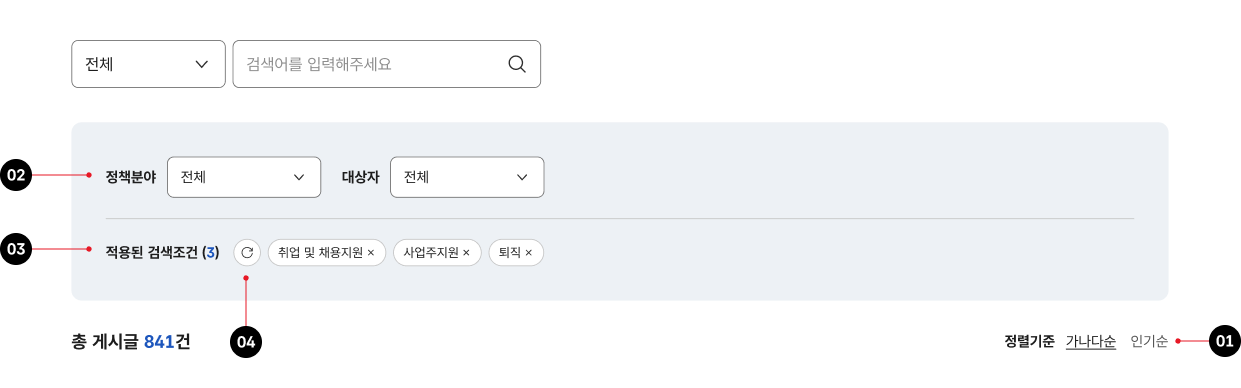 전체 검색어를 입력해주세요
02 정책분야 전체 대상자 전체
03 적용된 검색조건 (3) 취업 및 채용지원 × 사업주지원 × 퇴직 ×
총 게시글 841건 04 정렬기준 가나다순 인기순 01